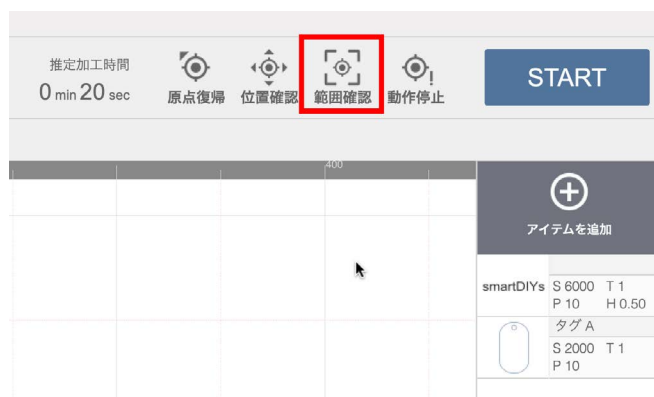 推定加工時間
0 min 20 sec
原点復帰
位置確認
範囲確認
動作停止
START
400
アイテムを追加
smartDIYs S 6000 T 1
P 10 H 0.50
タグ A
S 2000 T 1
P 10